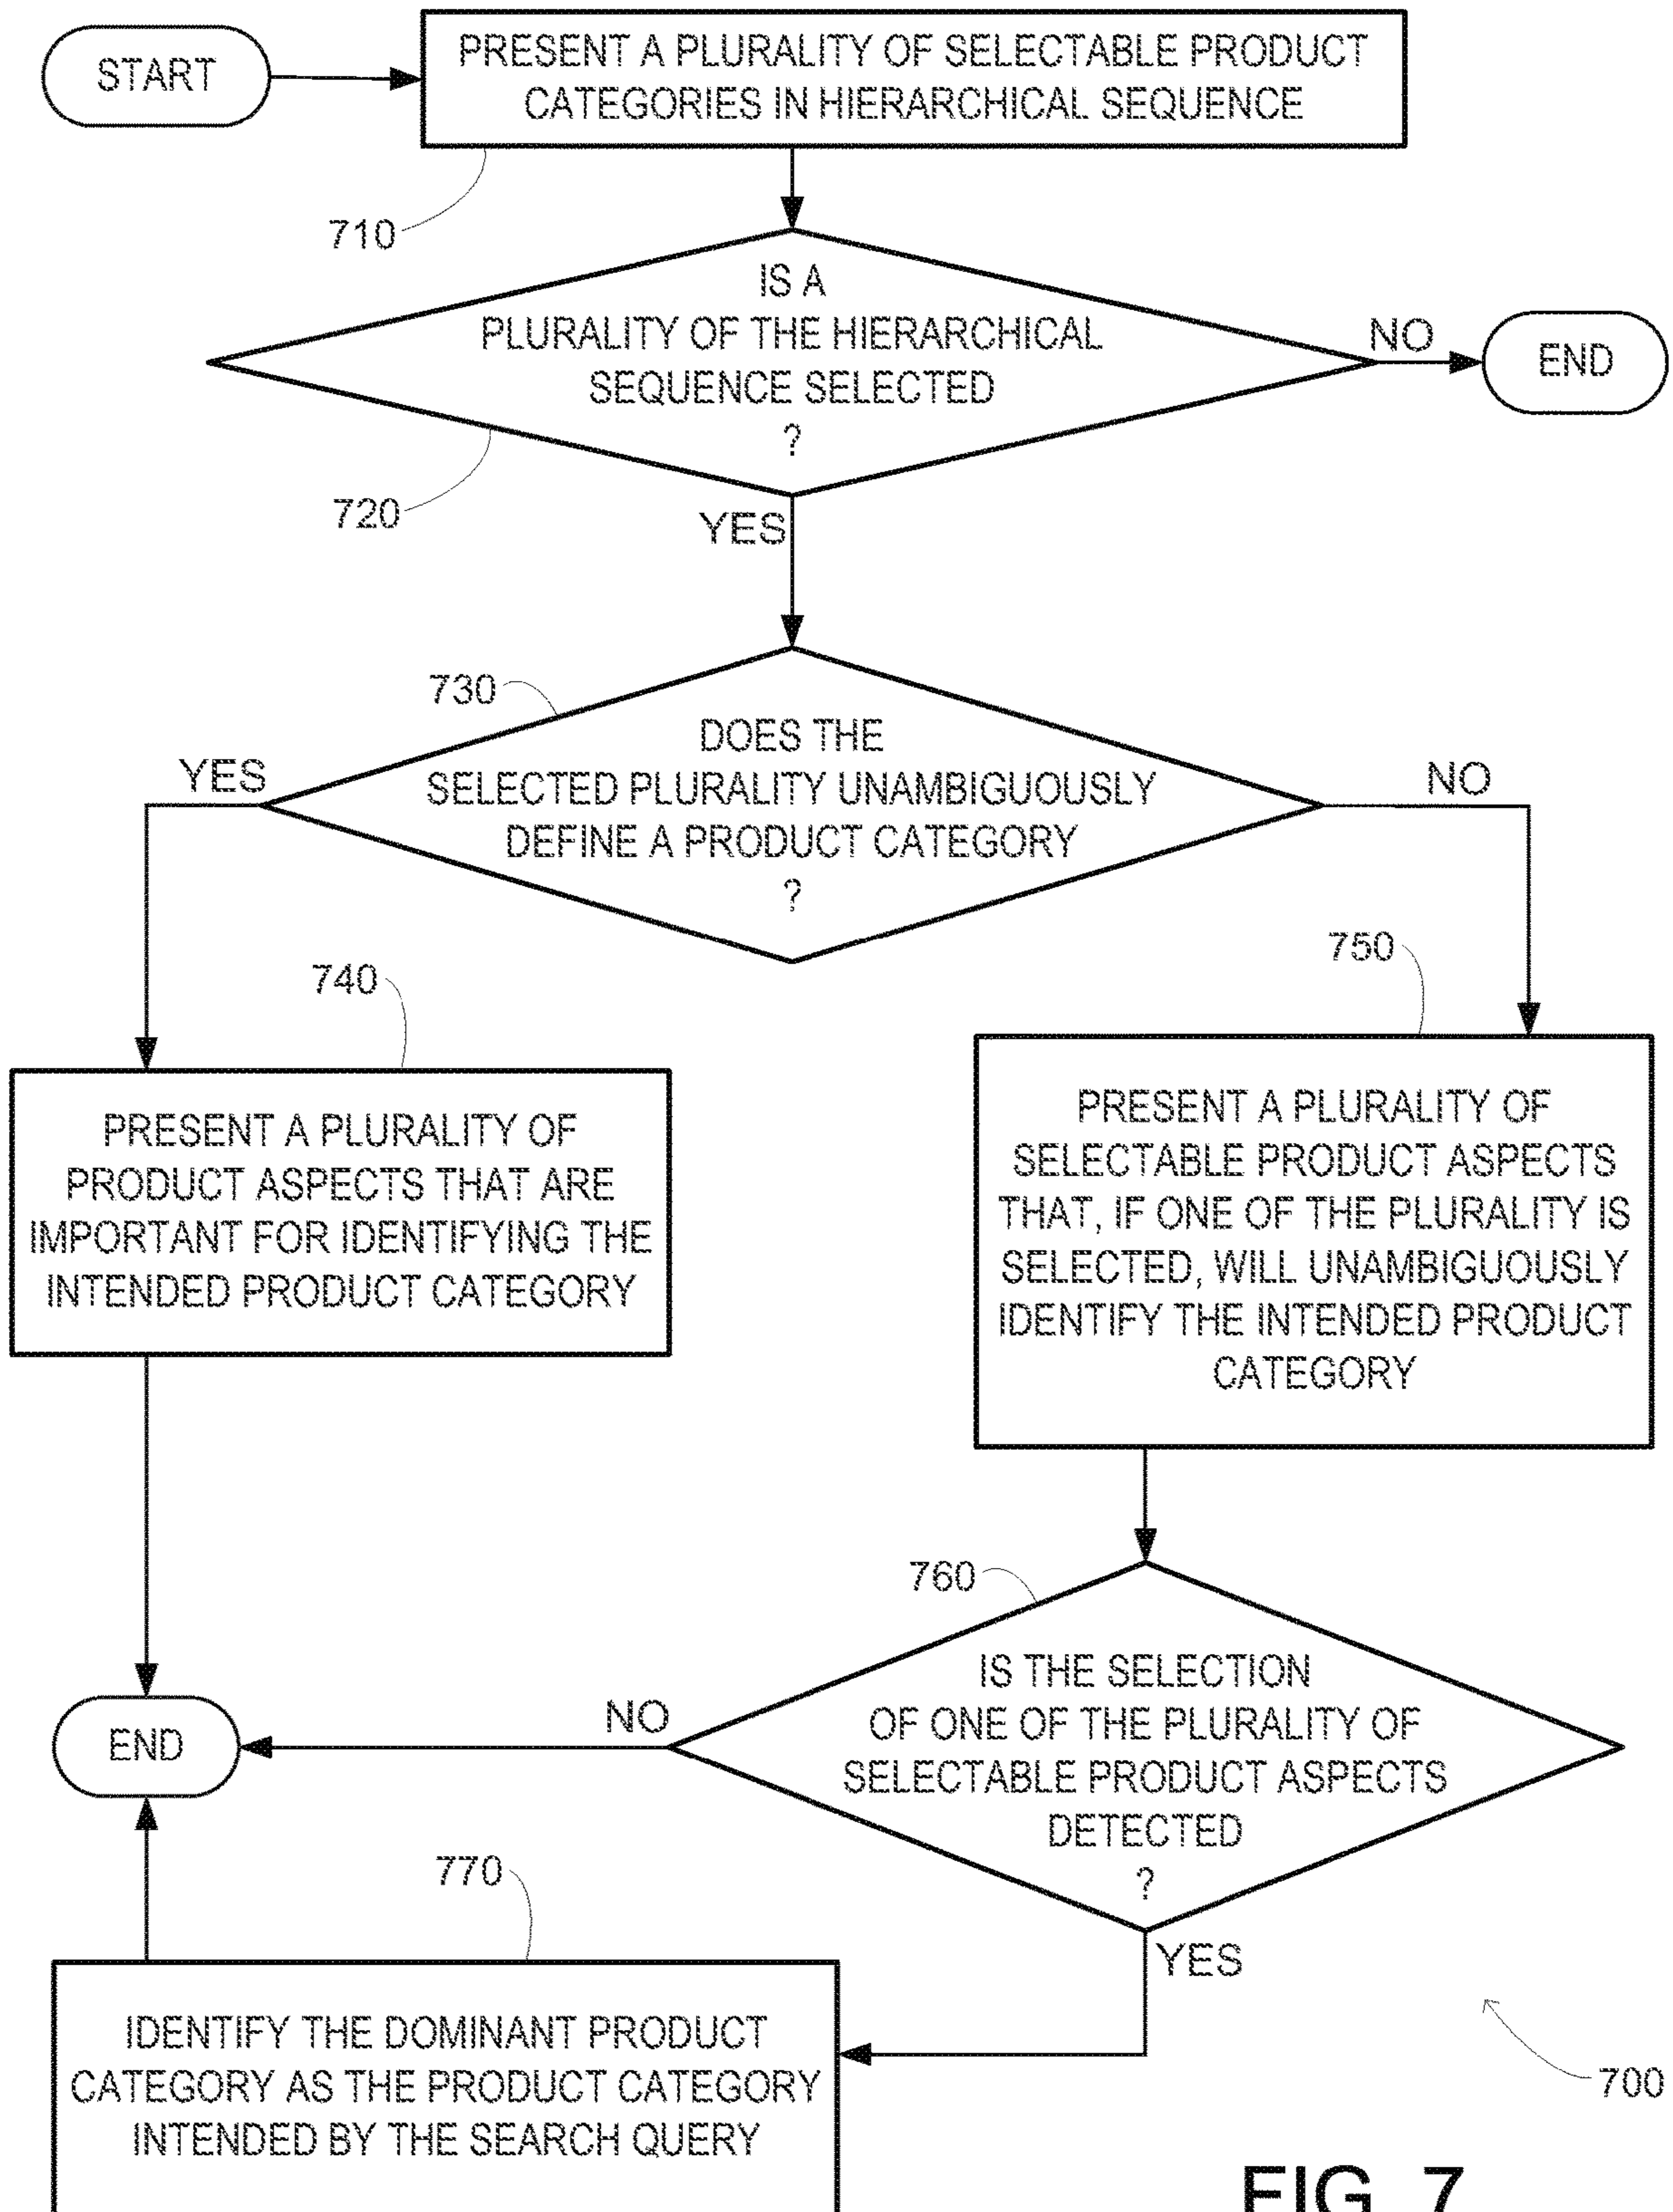 START
PRESENT A PLURALITY OF SELECTABLE PRODUCT
CATEGORIES IN HIERARCHICAL SEQUENCE
710
IS A
PLURALITY OF THE HIERARCHICAL
SEQUENCE SELECTED
?
NO
END
720
YES
730
DOES THE
SELECTED PLURALITY UNAMBIGUOUSLY
DEFINE A PRODUCT CATEGORY
?
YES
NO
740
750
PRESENT A PLURALITY OF
PRODUCT ASPECTS THAT ARE
IMPORTANT FOR IDENTIFYING THE
INTENDED PRODUCT CATEGORY
PRESENT A PLURALITY OF
SELECTABLE PRODUCT ASPECTS
THAT, IF ONE OF THE PLURALITY IS
SELECTED, WILL UNAMBIGUOUSLY
IDENTIFY THE INTENDED PRODUCT
CATEGORY
760
IS THE SELECTION
OF ONE OF THE PLURALITY OF
SELECTABLE PRODUCT ASPECTS
DETECTED
?
NO
END
YES
770
IDENTIFY THE DOMINANT PRODUCT
CATEGORY AS THE PRODUCT CATEGORY
INTENDED BY THE SEARCH QUERY
700
FIG. 7